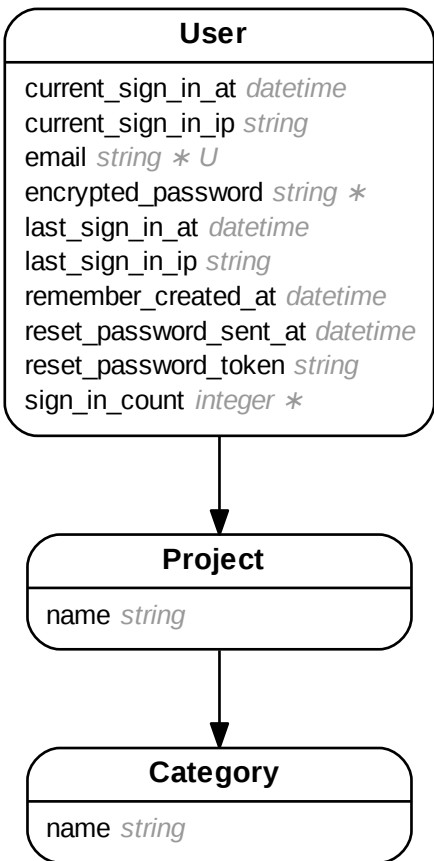 User
current_sign_in_at datetime
current_sign_in_ip string
email string ∗ U
encrypted_password string ∗
last_sign_in_at datetime
last_sign_in_ip string
remember_created_at datetime
reset_password_sent_at datetime
reset_password_token string
sign_in_count integer ∗
Project
name string
Category
name string